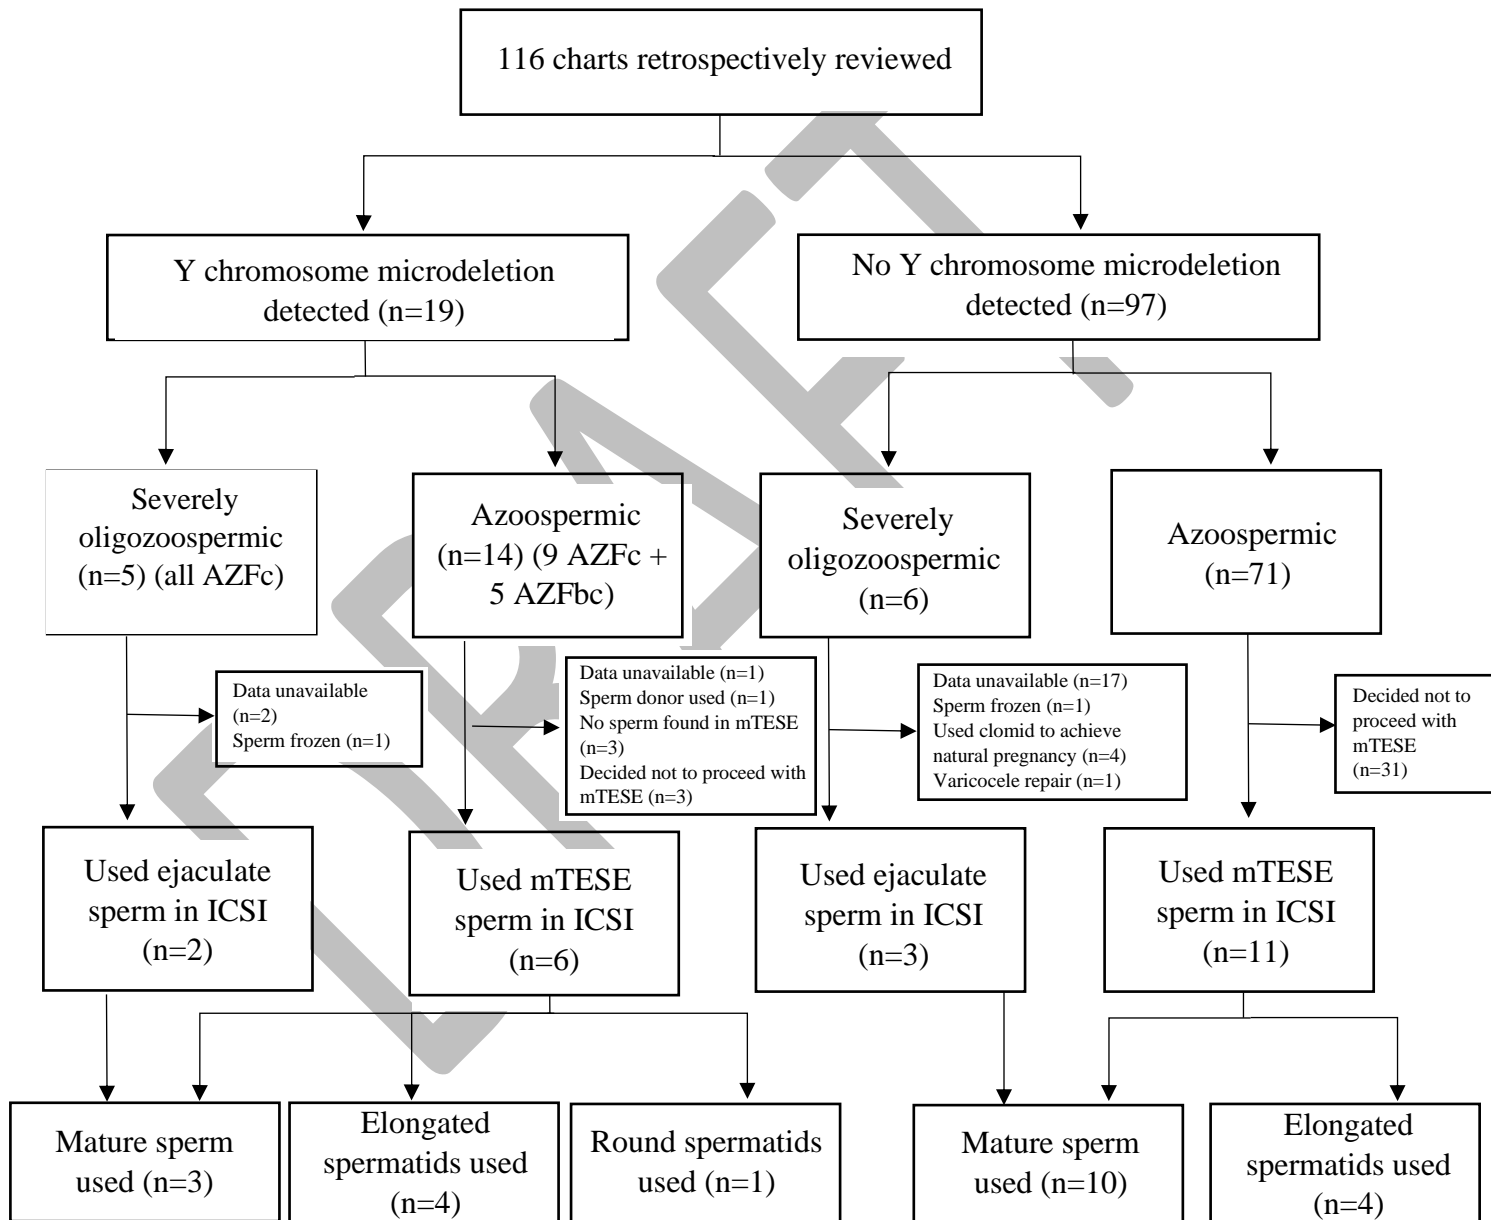 116 charts retrospectively reviewed
Y chromosome microdeletion
detected (n=19)
No Y chromosome microdeletion
detected (n=97)
Severely
oligozoospermic
(n=5) (all AZFc)
Azoospermic
(n=14) (9 AZFc +
5 AZFbc)
Severely
oligozoospermic
(n=6)
Azoospermic
(n=71)
Data unavailable
(n=2)
Sperm frozen (n=1)
Data unavailable (n=1)
Sperm donor used (n=1)
No sperm found in mTESE
(n=3)
Decided not to proceed with
mTESE (n=3)
Data unavailable (n=17)
Sperm frozen (n=1)
Used clomid to achieve
natural pregnancy (n=4)
Varicocele repair (n=1)
Decided not to
proceed with
mTESE
(n=31)
Used ejaculate
sperm in ICSI
(n=2)
Used mTESE
sperm in ICSI
(n=6)
Used ejaculate
sperm in ICSI
(n=3)
Used mTESE
sperm in ICSI
(n=11)
Mature sperm
used (n=3)
Elongated
spermatids used
(n=4)
Round spermatids
used (n=1)
Mature sperm
used (n=10)
Elongated
spermatids used
(n=4)
DRAFT